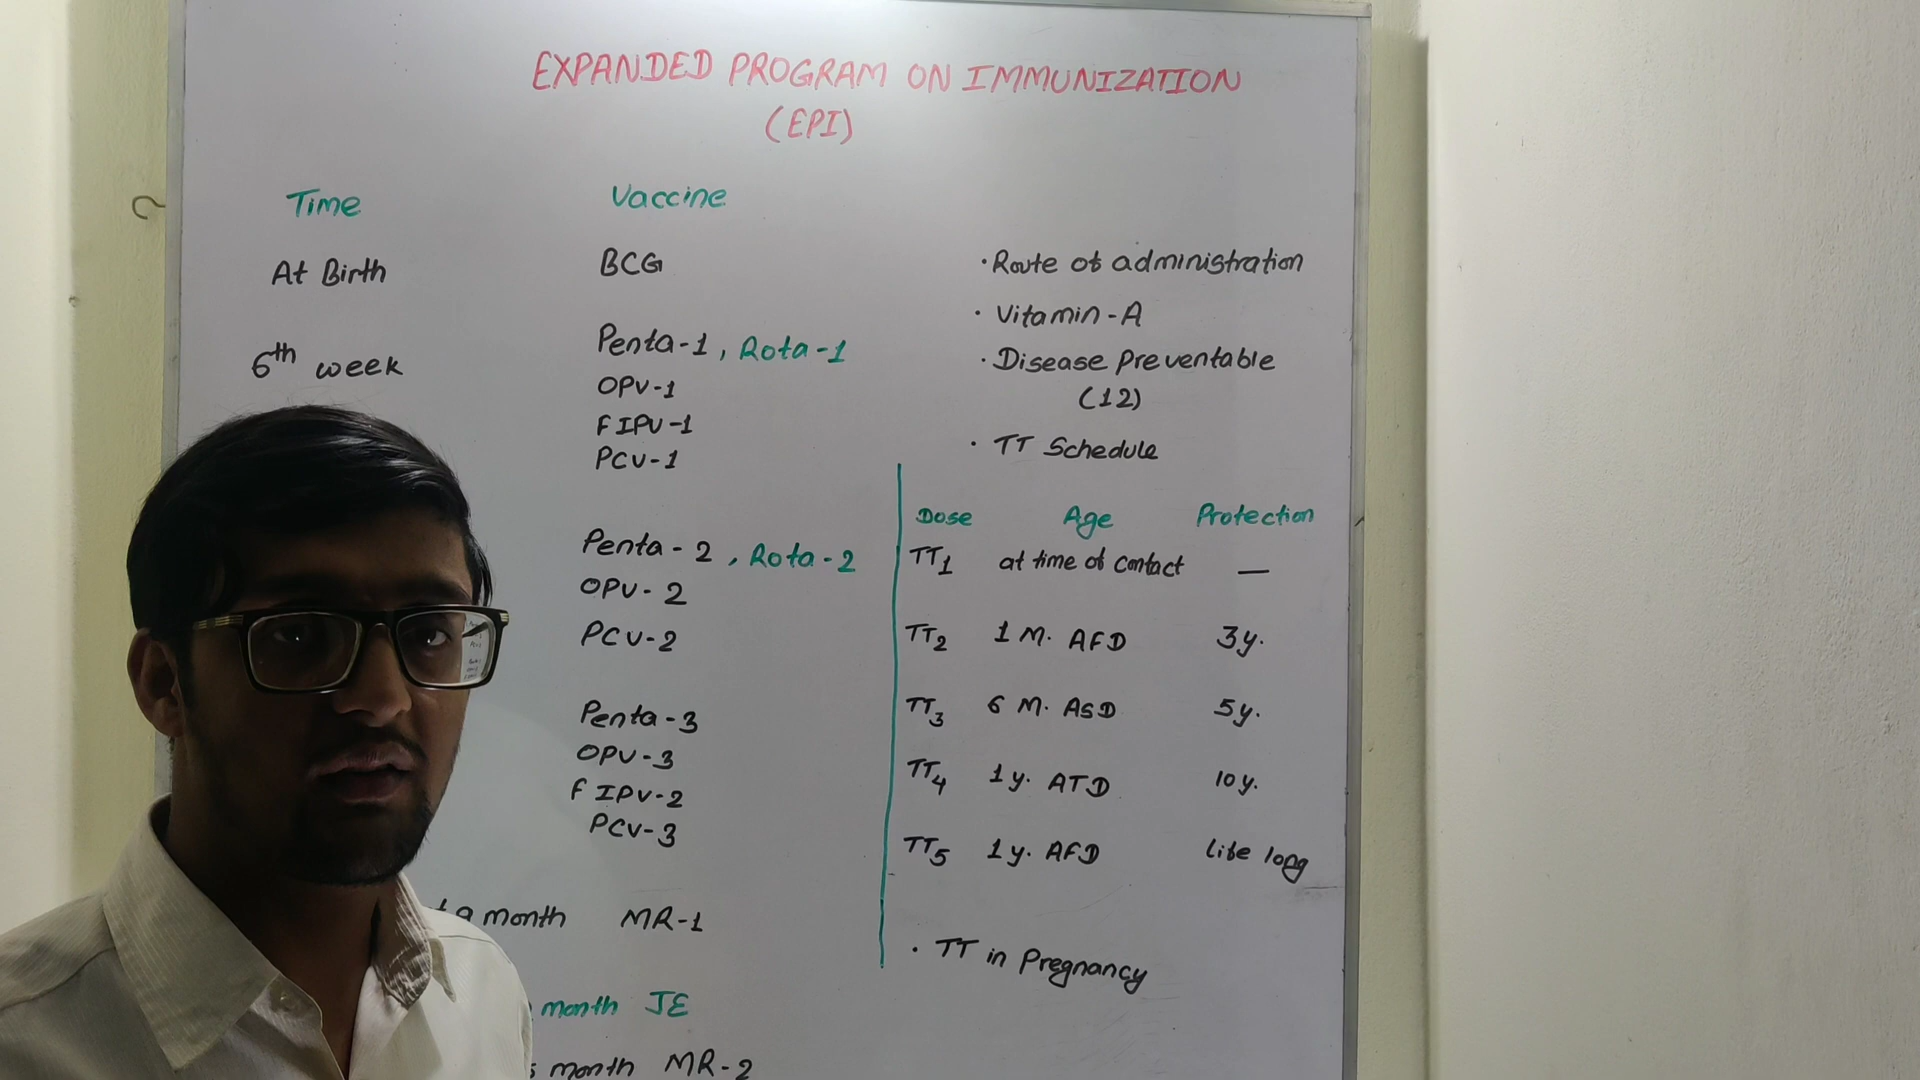 EXPANDED PROGRAM ON IMMUNIZATION
(EPI)
Time Vaccine
At Birth BCG
6th week Penta-1, Rota-1
OPV-1
FIPV-1
PCV-1
Penta-2, Rota-2
OPV-2
PCV-2
Penta-3
OPV-3
FIPV-2
PCV-3
9 month MR-1
month JE
month MR-2
• Route of administration
• Vitamin-A
• Disease preventable
(12)
• TT Schedule
Dose Age Protection
TT1 at time of contact —
TT2 1 M. AFD 3y.
TT3 6 M. ASD 5y.
TT4 1y. ATD 10y.
TT5 1y. AFD life long
• TT in Pregnancy